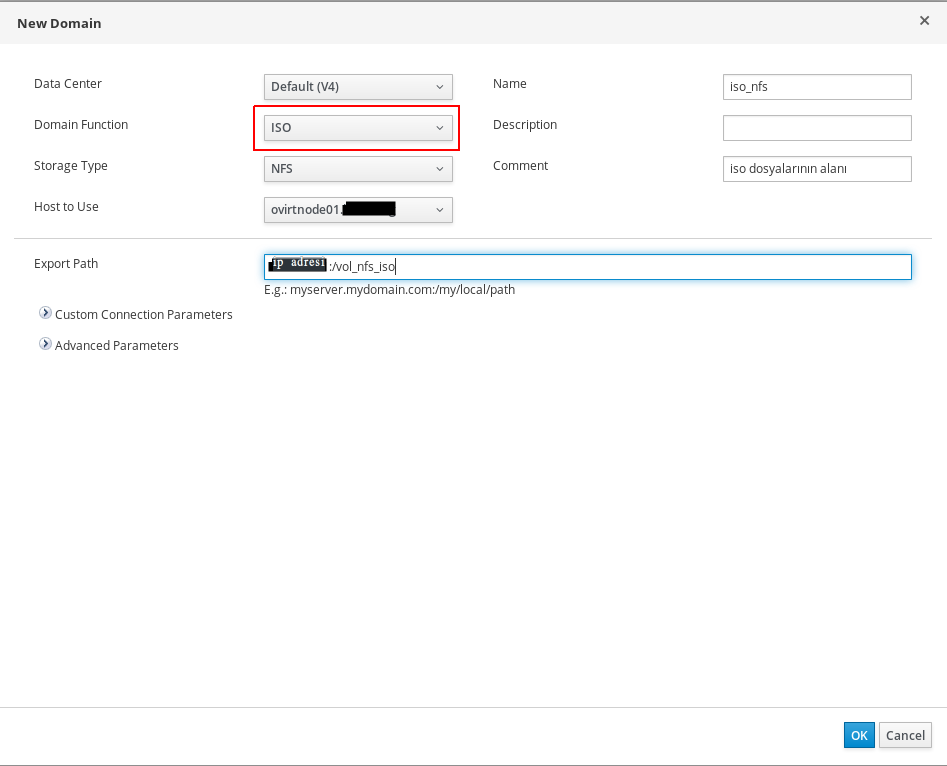 New Domain
Data Center Default (V4) Name iso_nfs
Domain Function ISO Description
Storage Type NFS Comment iso dosyalarının alanı
Host to Use ovirtnode01.
Export Path ip adresi :/vol_nfs_iso
E.g.: myserver.mydomain.com:/my/local/path
Custom Connection Parameters
Advanced Parameters
OK Cancel